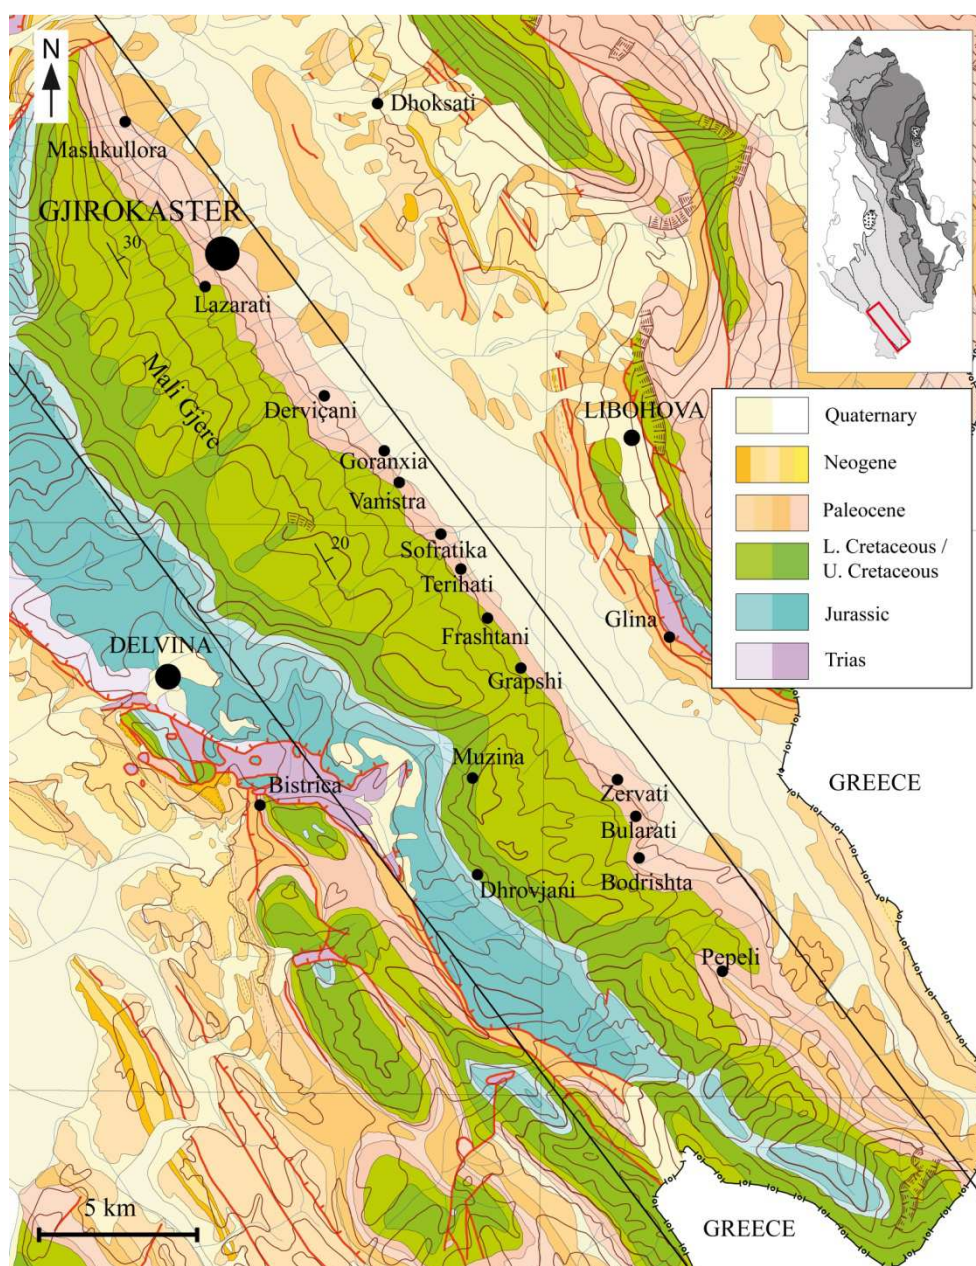 N
Dhoksati
Mashkullora
GJIROKASTER
30
Lazarati
Mali Gjere
Derviçani
LIBOHOVA
Goranxia
Vanistra
Sofratika
20
Terihati
Glina
Frashtani
DELVINA
Grapshi
Muzina
Bistrica
Zervati
GREECE
Bularati
Bodrishta
Dhrovjani
Pepeli
5 km
GREECE
Quaternary
Neogene
Paleocene
L. Cretaceous /
U. Cretaceous
Jurassic
Trias